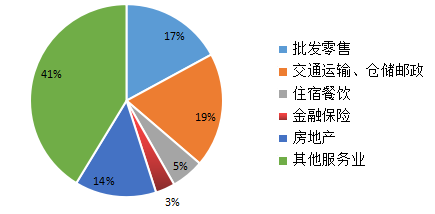 17%
19%
5%
3%
14%
41%
批发零售
交通运输、仓储邮政
住宿餐饮
金融保险
房地产
其他服务业